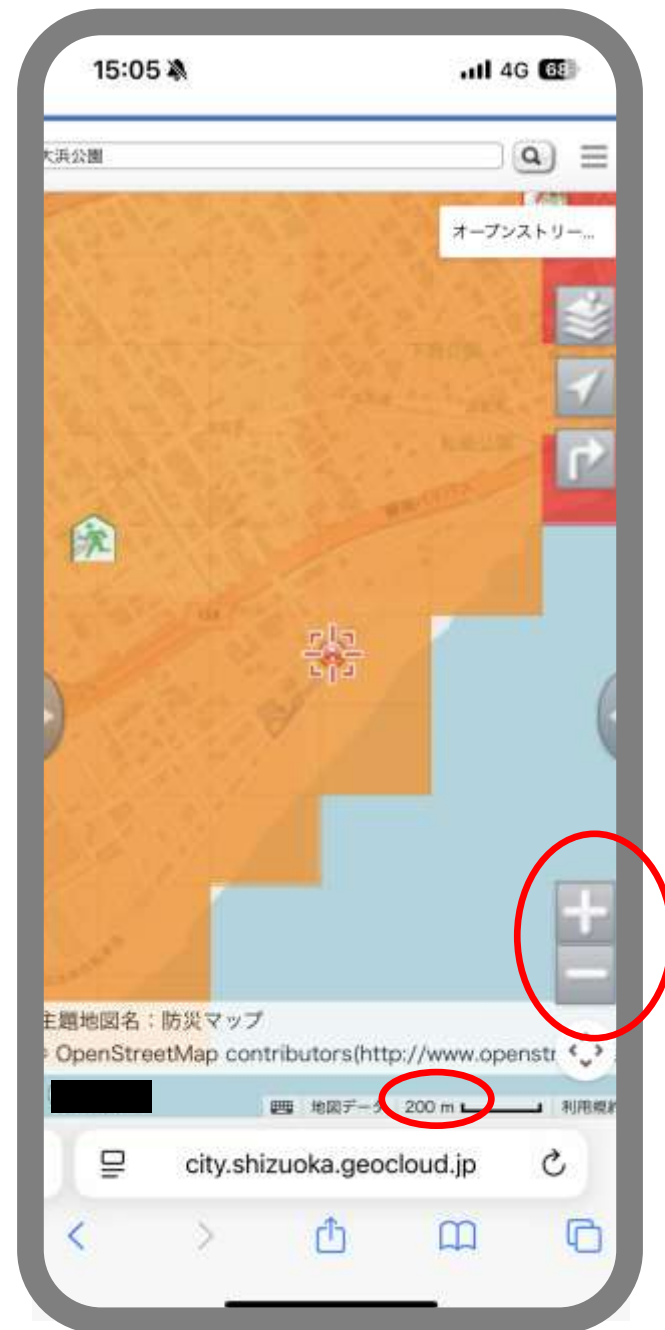 15:05
4G 68
大浜公園
オープンストリー...
主題地図名：防災マップ
OpenStreetMap contributors(http://www.openstr
地図データ 200 m 利用規約
city.shizuoka.geocloud.jp